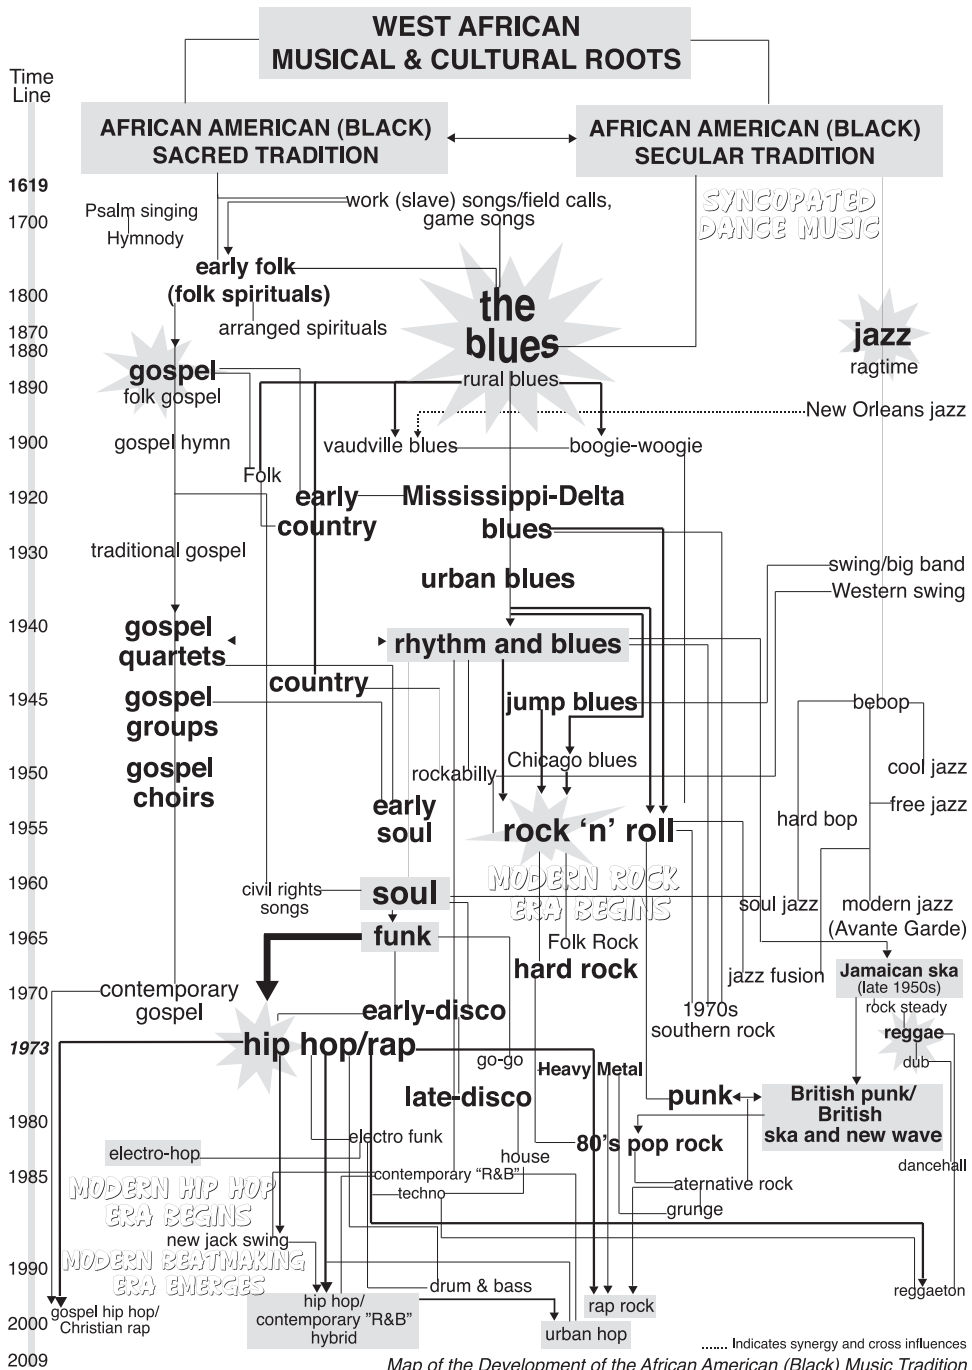 WEST AFRICAN
MUSICAL & CULTURAL ROOTS
Time
Line
AFRICAN AMERICAN (BLACK)
SACRED TRADITION
AFRICAN AMERICAN (BLACK)
SECULAR TRADITION
1619
work (slave) songs/field calls,
game songs
SYNCOPATED
DANCE MUSIC
Psalm singing
1700
Hymnody
early folk
(folk spirituals)
1800
the
blues
arranged spirituals
1870
jazz
1880
ragtime
gospel
rural blues
1890
folk gospel
New Orleans jazz
1900
gospel hymn
vaudville blues
boogie-woogie
Folk
1920
early
country
Mississippi-Delta
blues
1930
traditional gospel
swing/big band
urban blues
Western swing
1940
gospel
quartets
rhythm and blues
country
1945
gospel
groups
jump blues
bebop
Chicago blues
1950
gospel
choirs
rockabilly
cool jazz
early
soul
free jazz
1955
rock ‘n’ roll
hard bop
MODERN ROCK
ERA BEGINS
1960
civil rights
songs
soul
soul jazz
modern jazz
(Avante Garde)
1965
funk
Folk Rock
hard rock
jazz fusion
Jamaican ska
(late 1950s)
1970
contemporary
gospel
early-disco
1970s
southern rock
rock steady
reggae
1973
hip hop/rap
go-go
Heavy Metal
dub
late-disco
punk
British punk/
British
ska and new wave
1980
electro funk
80's pop rock
electro-hop
house
dancehall
1985
contemporary "R&B"
techno
aternative rock
MODERN HIP HOP
ERA BEGINS
grunge
new jack swing
MODERN BEATMAKING
ERA EMERGES
1990
drum & bass
reggaeton
gospel hip hop/
Christian rap
hip hop/
contemporary "R&B"
hybrid
rap rock
2000
urban hop
...... Indicates synergy and cross influences
2009
Map of the Development of the African American (Black) Music Tradition